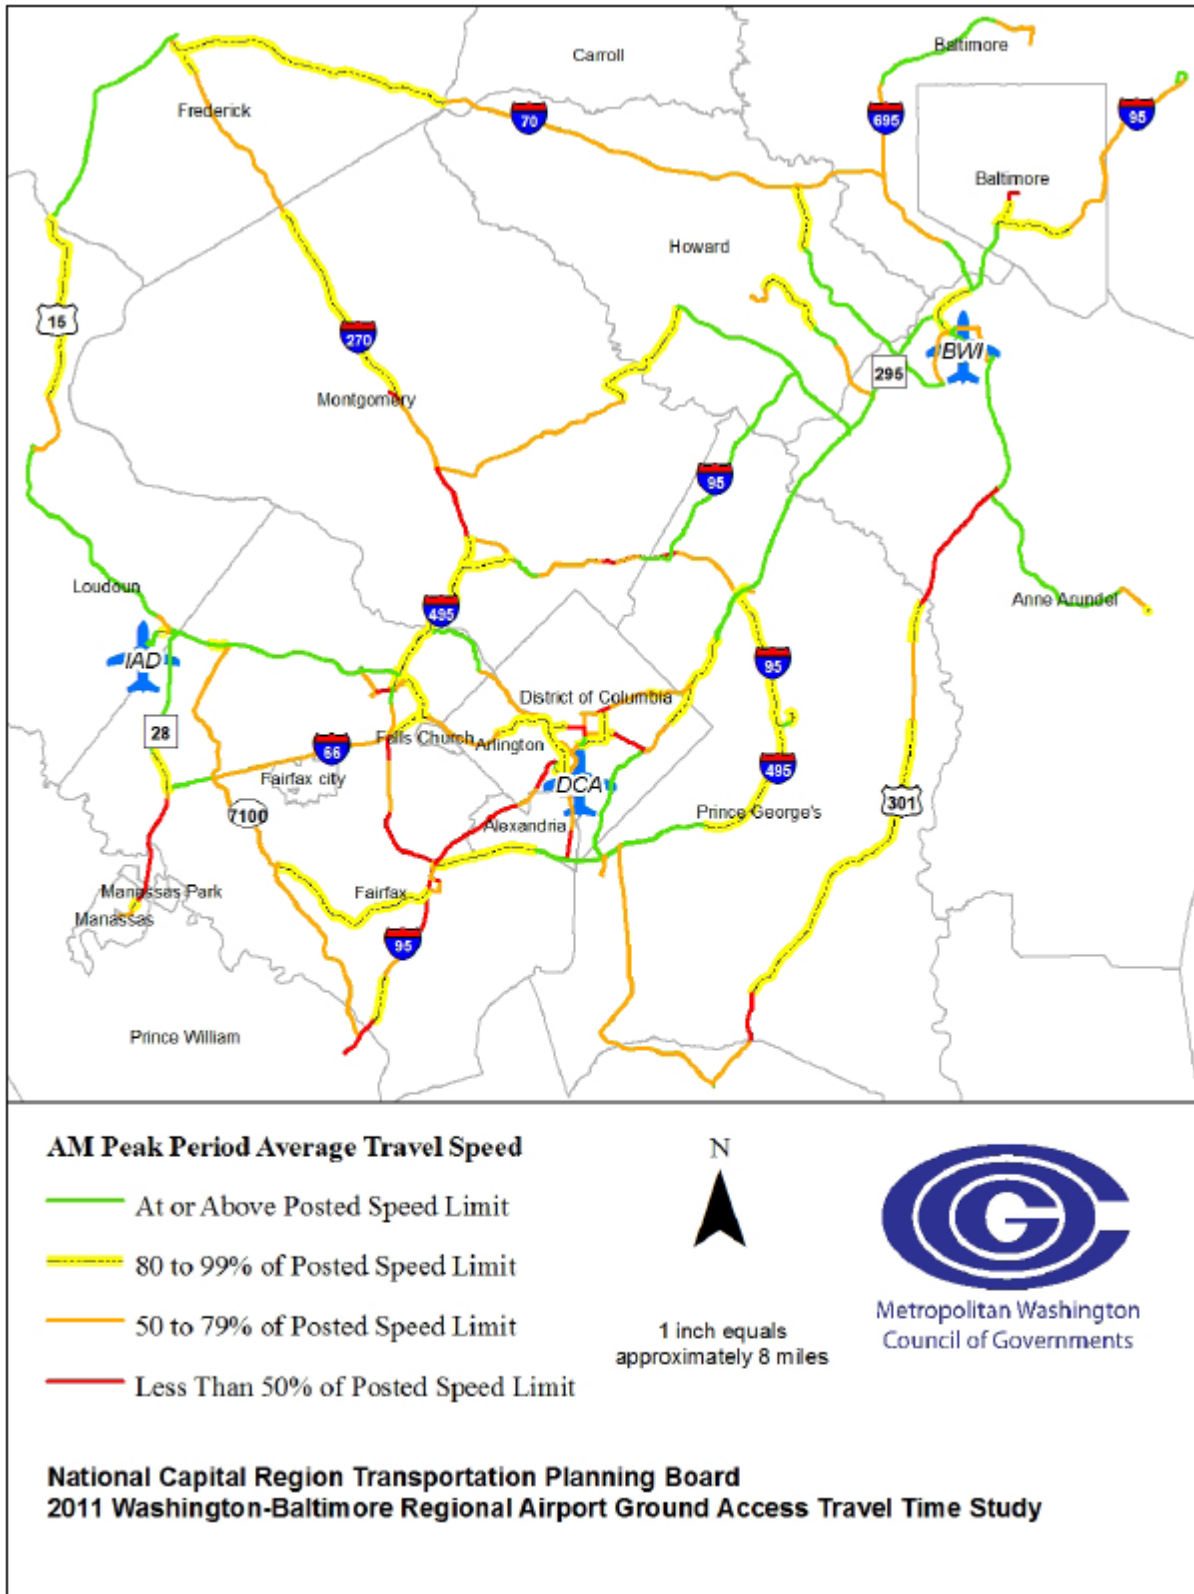 Baltimore
Carroll
Frederick
70
695
95
Baltimore
Howard
15
270
BWI
295
Montgomery
95
Loudoun
495
Anne Arundel
IAD
95
District of Columbia
28
Falls Church
Arlington
66
Fairfax city
DCA
495
301
7100
Prince George's
Alexandria
Manassas Park
Fairfax
Manassas
95
Prince William
AM Peak Period Average Travel Speed
At or Above Posted Speed Limit
80 to 99% of Posted Speed Limit
50 to 79% of Posted Speed Limit
Less Than 50% of Posted Speed Limit
N
1 inch equals
approximately 8 miles
COG
Metropolitan Washington
Council of Governments
National Capital Region Transportation Planning Board
2011 Washington-Baltimore Regional Airport Ground Access Travel Time Study